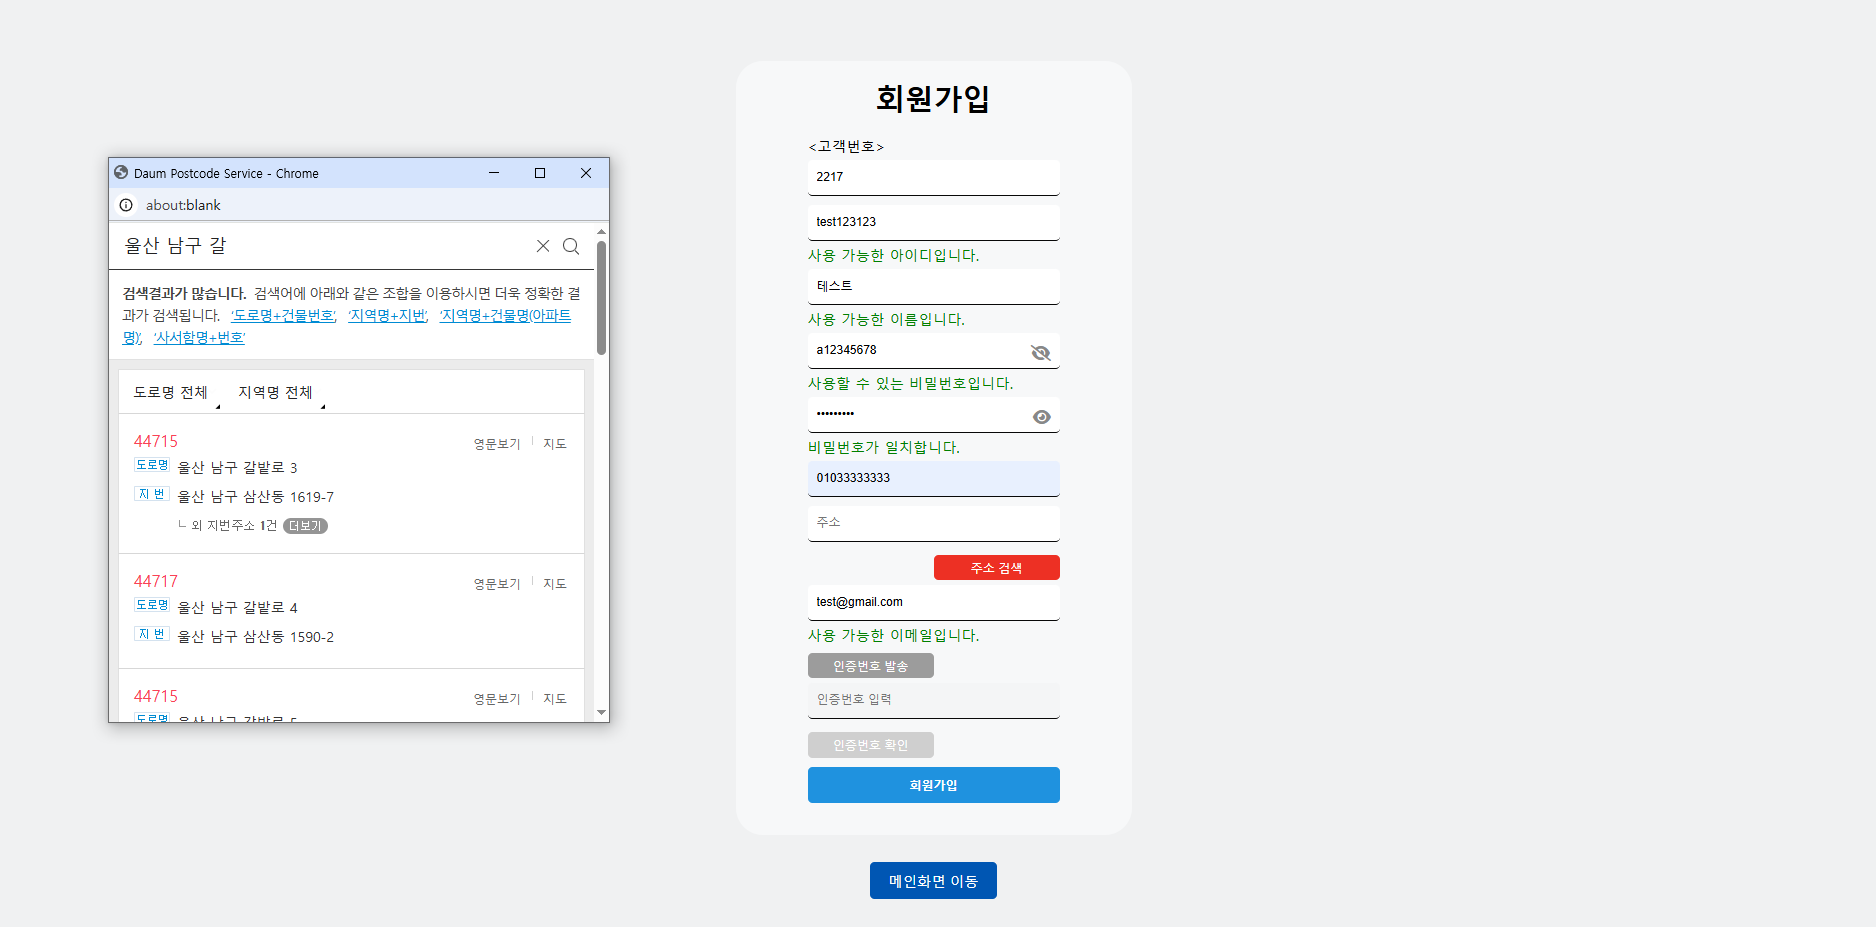 Daum Postcode Service - Chrome
about:blank
울산 남구 갈
검색결과가 많습니다. 검색어에 아래와 같은 조합을 이용하시면 더욱 정확한 결
과가 검색됩니다. '도로명+건물번호', '지역명+지번', '지역명+건물명(아파트
명)', '사서함명+번호'
도로명 전체 지역명 전체
44715 영문보기 지도
도로명 울산 남구 갈밭로 3
지 번 울산 남구 삼산동 1619-7
ㄴ 외 지번주소 1건 더보기
44717 영문보기 지도
도로명 울산 남구 갈밭로 4
지 번 울산 남구 삼산동 1590-2
44715 영문보기 지도
도로명 울산 남구 갈밭로 5
회원가입
<고객번호>
2217
test123123
사용 가능한 아이디입니다.
테스트
사용 가능한 이름입니다.
a12345678
사용할 수 있는 비밀번호입니다.
•••••••••
비밀번호가 일치합니다.
01033333333
주소
주소 검색
test@gmail.com
사용 가능한 이메일입니다.
인증번호 발송
인증번호 입력
인증번호 확인
회원가입
메인화면 이동